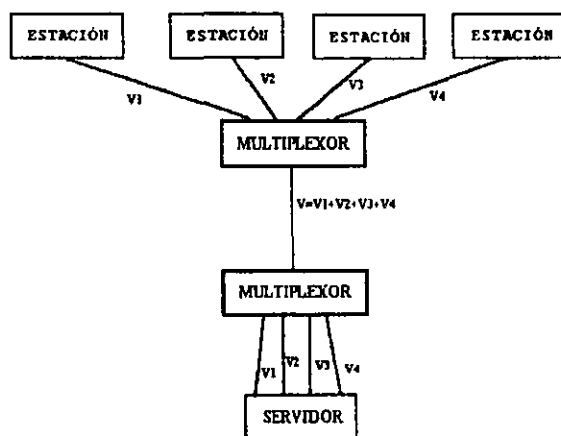 ESTACIÓN
ESTACIÓN
ESTACIÓN
ESTACIÓN
V1
V2
V3
V4
MULTIPLEXOR
V=V1+V2+V3+V4
MULTIPLEXOR
V1
V2
V3
V4
SERVIDOR